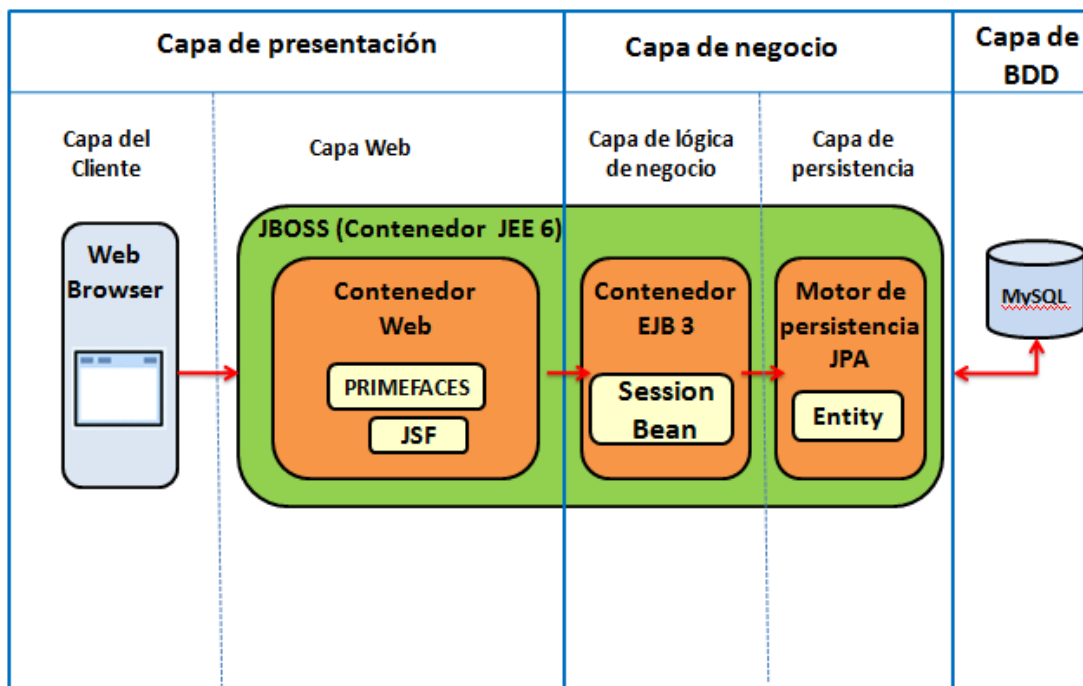 Capa de presentación
Capa de negocio
Capa de
BDD
Capa del
Cliente
Capa Web
Capa de lógica
de negocio
Capa de
persistencia
JBOSS (Contenedor JEE 6)
Web
Browser
Contenedor
Web
PRIMEFACES
JSF
Contenedor
EJB 3
Session
Bean
Motor de
persistencia
JPA
Entity
MySQL